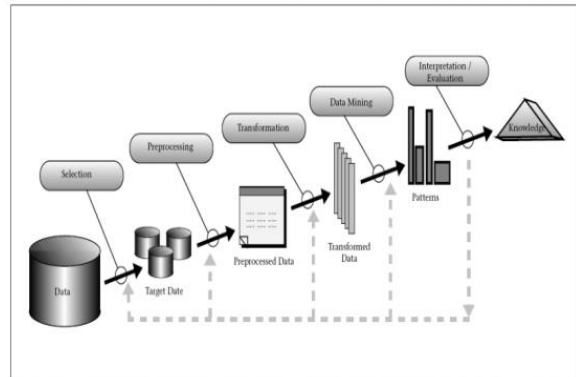 Interpretation /
Evaluation
Data Mining
Knowledge
Transformation
Preprocessing
Patterns
Selection
Transformed
Data
Preprocessed Data
Target Date
Data